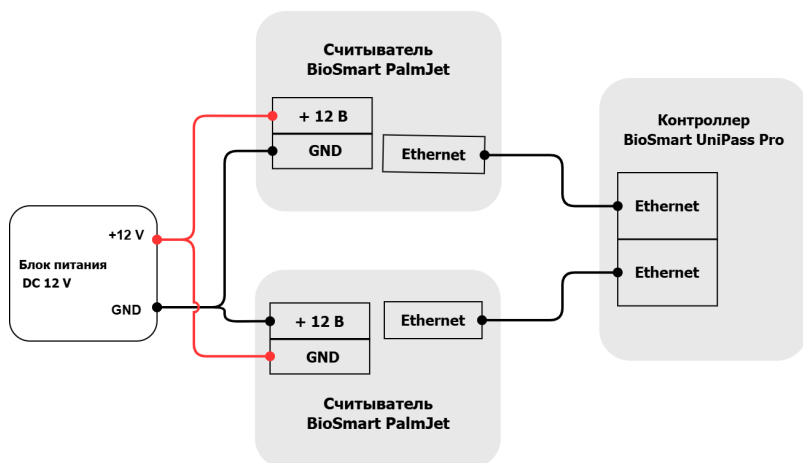 Считыватель
BioSmart PalmJet
+ 12 В
GND
Ethernet
Контроллер
BioSmart UniPass Pro
Ethernet
Ethernet
+12 V
Блок питания
DC 12 V
GND
+ 12 В
GND
Ethernet
Считыватель
BioSmart PalmJet